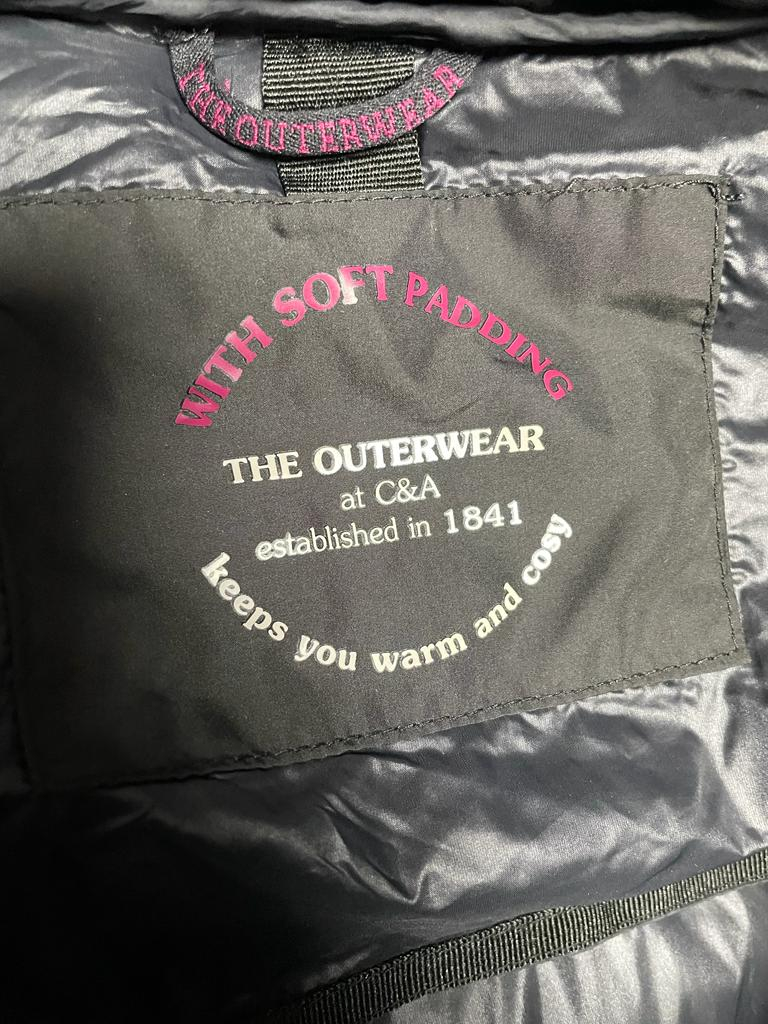 THE OUTERWEAR
WITH SOFT PADDING
THE OUTERWEAR
at C&A
established in 1841
keeps you warm and cosy